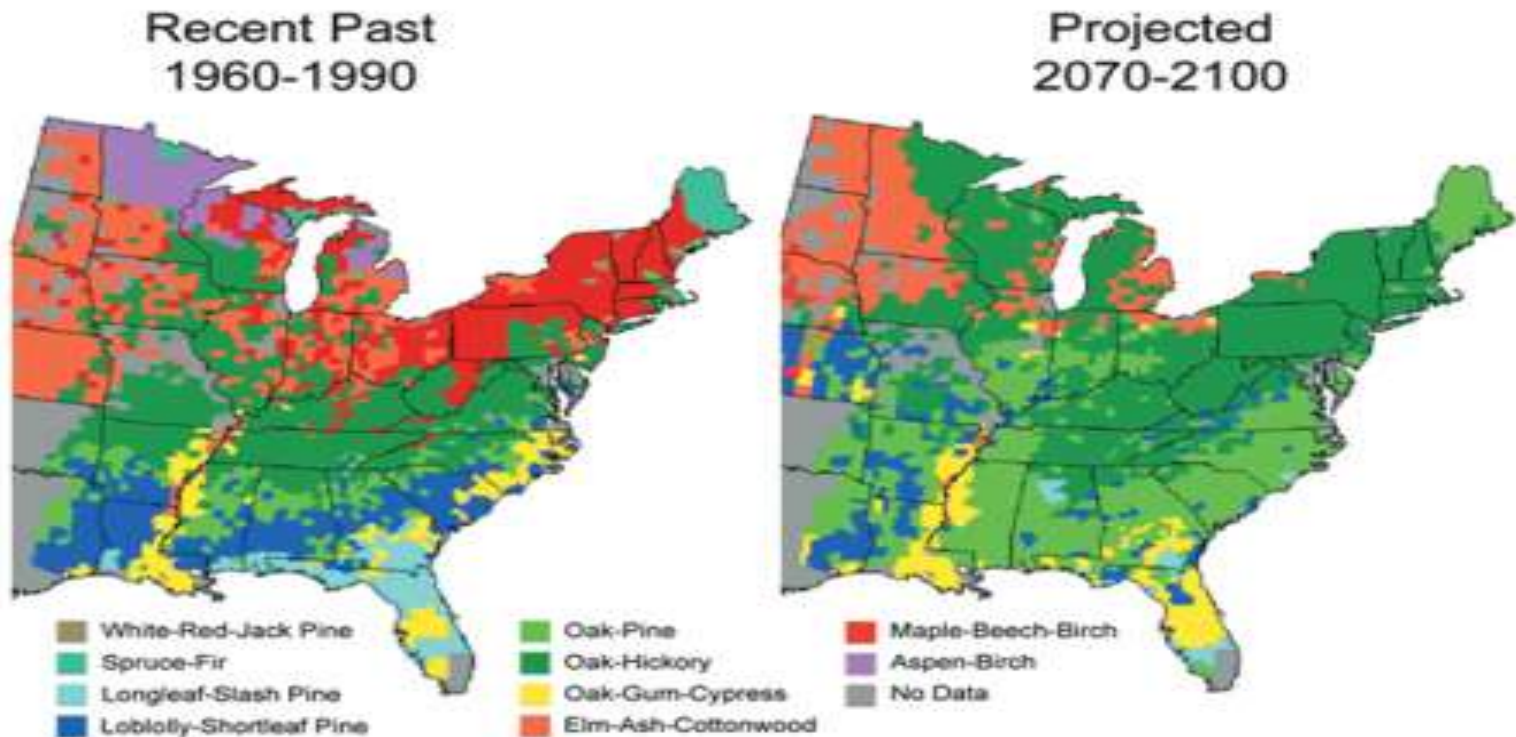 Recent Past
1960-1990
Projected
2070-2100
White-Red-Jack Pine
Spruce-Fir
Longleaf-Slash Pine
Loblolly-Shortleaf Pine
Oak-Pine
Oak-Hickory
Oak-Gum-Cypress
Elm-Ash-Cottonwood
Maple-Beech-Birch
Aspen-Birch
No Data